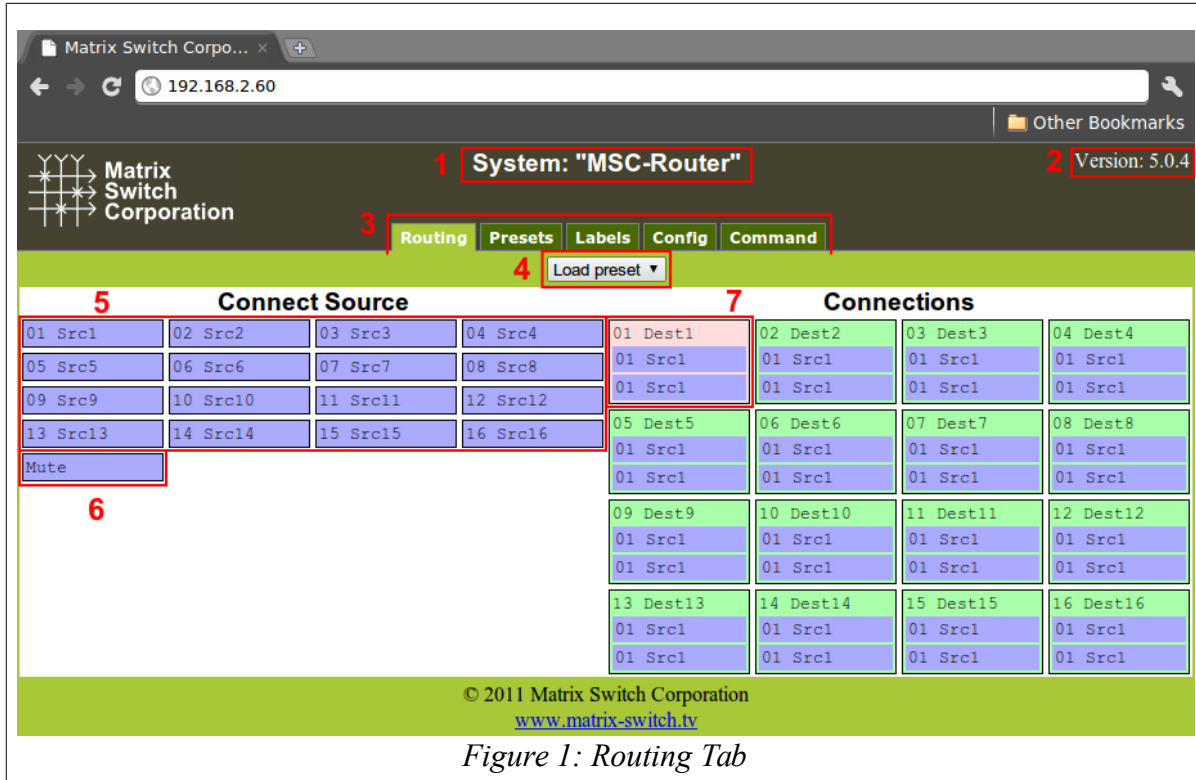 Matrix Switch Corpo...
192.168.2.60
Other Bookmarks
Matrix
Switch
Corporation
1 System: "MSC-Router"
2 Version: 5.0.4
3 Routing Presets Labels Config Command
4 Load preset
5 Connect Source 7 Connections
01 Src1 02 Src2 03 Src3 04 Src4
05 Src5 06 Src6 07 Src7 08 Src8
09 Src9 10 Src10 11 Src11 12 Src12
13 Src13 14 Src14 15 Src15 16 Src16
Mute
6
01 Dest1 02 Dest2 03 Dest3 04 Dest4
01 Src1 01 Src1 01 Src1 01 Src1
01 Src1 01 Src1 01 Src1 01 Src1
05 Dest5 06 Dest6 07 Dest7 08 Dest8
01 Src1 01 Src1 01 Src1 01 Src1
01 Src1 01 Src1 01 Src1 01 Src1
09 Dest9 10 Dest10 11 Dest11 12 Dest12
01 Src1 01 Src1 01 Src1 01 Src1
01 Src1 01 Src1 01 Src1 01 Src1
13 Dest13 14 Dest14 15 Dest15 16 Dest16
01 Src1 01 Src1 01 Src1 01 Src1
01 Src1 01 Src1 01 Src1 01 Src1
© 2011 Matrix Switch Corporation
www.matrix-switch.tv
Figure 1: Routing Tab